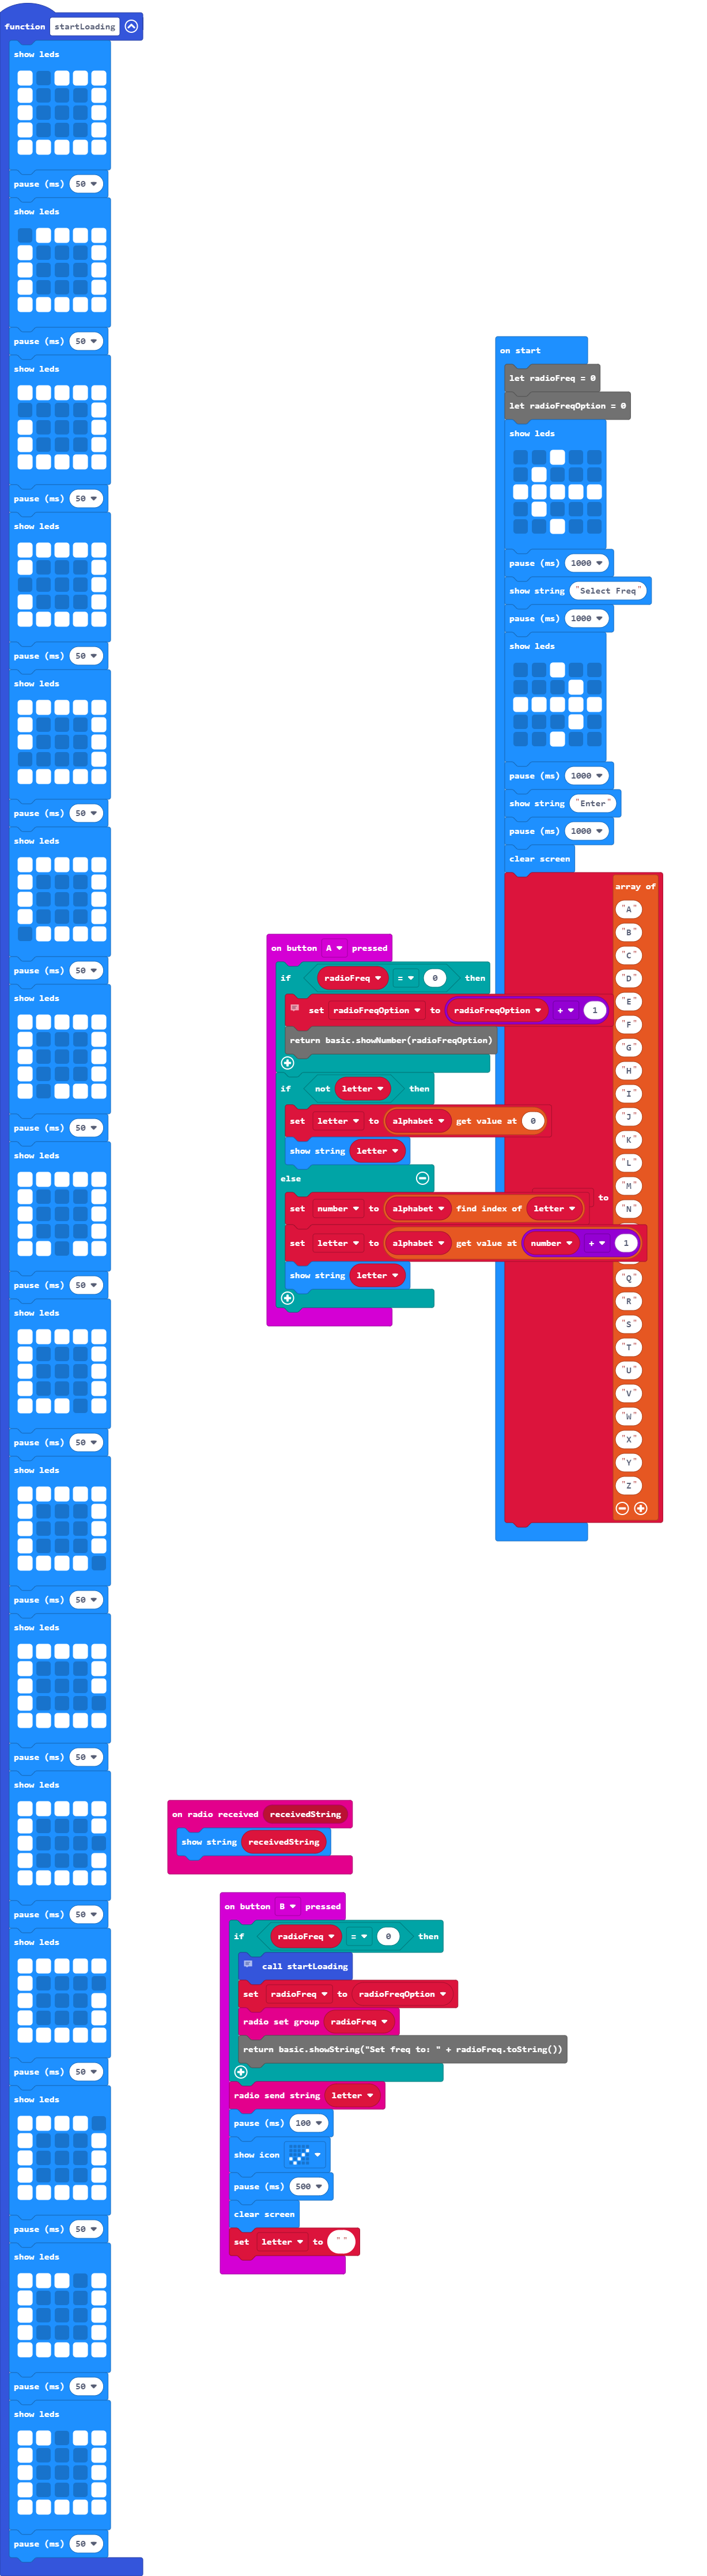 function startLoading
show leds
pause (ms) 50
show leds
pause (ms) 50
show leds
pause (ms) 50
show leds
pause (ms) 50
show leds
pause (ms) 50
show leds
pause (ms) 50
show leds
pause (ms) 50
show leds
pause (ms) 50
show leds
pause (ms) 50
show leds
pause (ms) 50
show leds
pause (ms) 50
show leds
pause (ms) 50
show leds
pause (ms) 50
show leds
pause (ms) 50
show leds
pause (ms) 50
show leds
pause (ms) 50
on start
let radioFreq = 0
let radioFreqOption = 0
show leds
pause (ms) 1000
show string "Select Freq"
pause (ms) 1000
show leds
pause (ms) 1000
show string "Enter"
pause (ms) 1000
clear screen
to
array of
"A"
"B"
"C"
"D"
"E"
"F"
"G"
"H"
"I"
"J"
"K"
"L"
"M"
"N"
"Q"
"R"
"S"
"T"
"U"
"V"
"W"
"X"
"Y"
"Z"
on button A pressed
if radioFreq = 0 then
set radioFreqOption to radioFreqOption + 1
return basic.showNumber(radioFreqOption)
if not letter then
set letter to alphabet get value at 0
show string letter
else
set number to alphabet find index of letter
set letter to alphabet get value at number + 1
show string letter
on radio received receivedString
show string receivedString
on button B pressed
if radioFreq = 0 then
call startLoading
set radioFreq to radioFreqOption
radio set group radioFreq
return basic.showString("Set freq to: " + radioFreq.toString())
radio send string letter
pause (ms) 100
show icon
pause (ms) 500
clear screen
set letter to ""